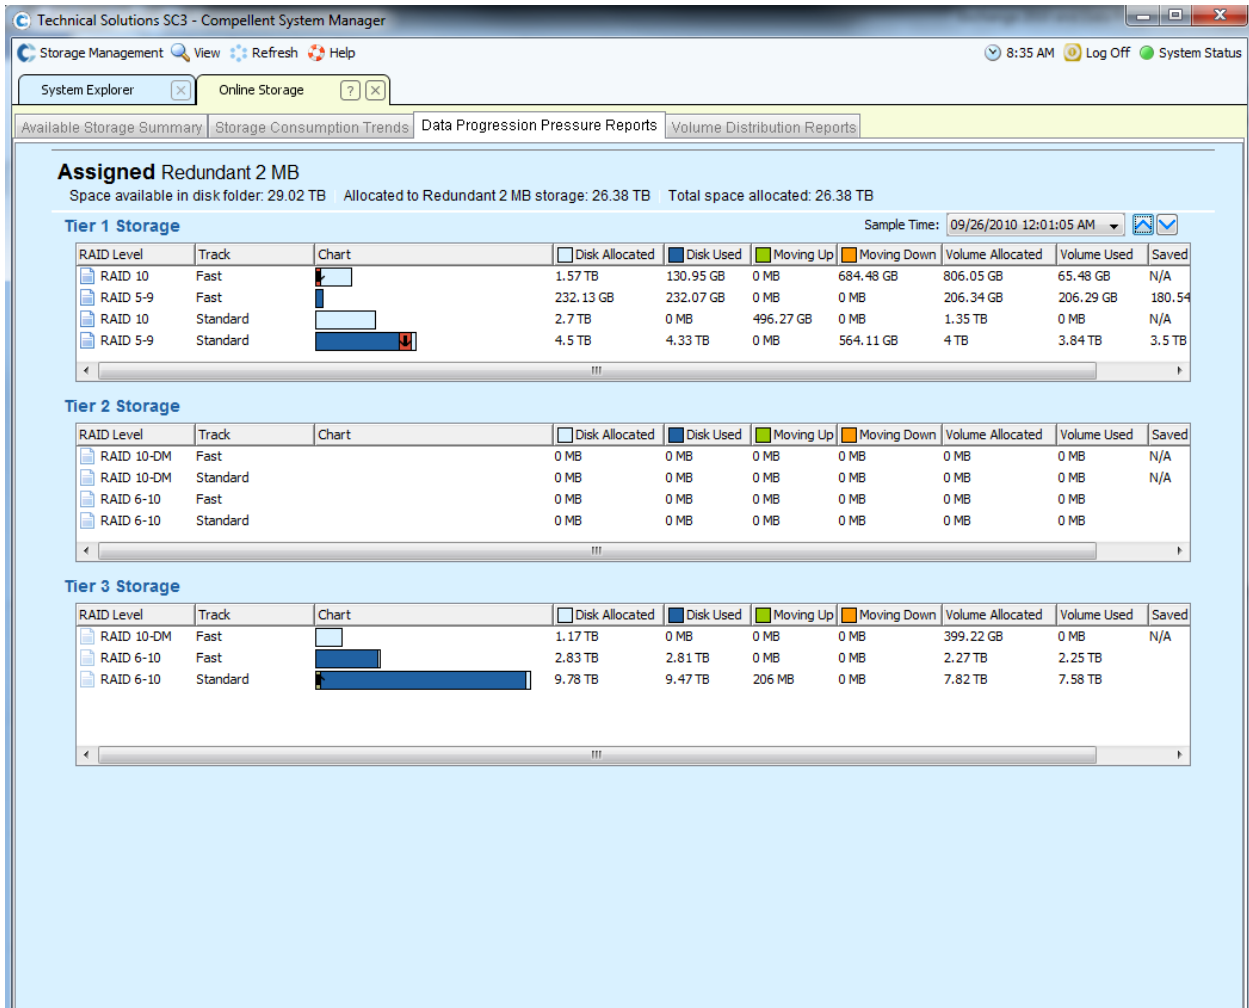 Technical Solutions SC3 - Compellent System Manager
Storage Management View Refresh Help 8:35 AM Log Off System Status
System Explorer Online Storage
Available Storage Summary Storage Consumption Trends Data Progression Pressure Reports Volume Distribution Reports
Assigned Redundant 2 MB
Space available in disk folder: 29.02 TB Allocated to Redundant 2 MB storage: 26.38 TB Total space allocated: 26.38 TB
Tier 1 Storage Sample Time: 09/26/2010 12:01:05 AM
RAID Level Track Chart Disk Allocated Disk Used Moving Up Moving Down Volume Allocated Volume Used Saved
RAID 10 Fast 1.57 TB 130.95 GB 0 MB 684.48 GB 806.05 GB 65.48 GB N/A
RAID 5-9 Fast 232.13 GB 232.07 GB 0 MB 0 MB 206.34 GB 206.29 GB 180.54
RAID 10 Standard 2.7 TB 0 MB 496.27 GB 0 MB 1.35 TB 0 MB N/A
RAID 5-9 Standard 4.5 TB 4.33 TB 0 MB 564.11 GB 4 TB 3.84 TB 3.5 TB
Tier 2 Storage
RAID Level Track Chart Disk Allocated Disk Used Moving Up Moving Down Volume Allocated Volume Used Saved
RAID 10-DM Fast 0 MB 0 MB 0 MB 0 MB 0 MB 0 MB N/A
RAID 10-DM Standard 0 MB 0 MB 0 MB 0 MB 0 MB 0 MB N/A
RAID 6-10 Fast 0 MB 0 MB 0 MB 0 MB 0 MB 0 MB
RAID 6-10 Standard 0 MB 0 MB 0 MB 0 MB 0 MB 0 MB
Tier 3 Storage
RAID Level Track Chart Disk Allocated Disk Used Moving Up Moving Down Volume Allocated Volume Used Saved
RAID 10-DM Fast 1.17 TB 0 MB 0 MB 0 MB 399.22 GB 0 MB N/A
RAID 6-10 Fast 2.83 TB 2.81 TB 0 MB 0 MB 2.27 TB 2.25 TB
RAID 6-10 Standard 9.78 TB 9.47 TB 206 MB 0 MB 7.82 TB 7.58 TB